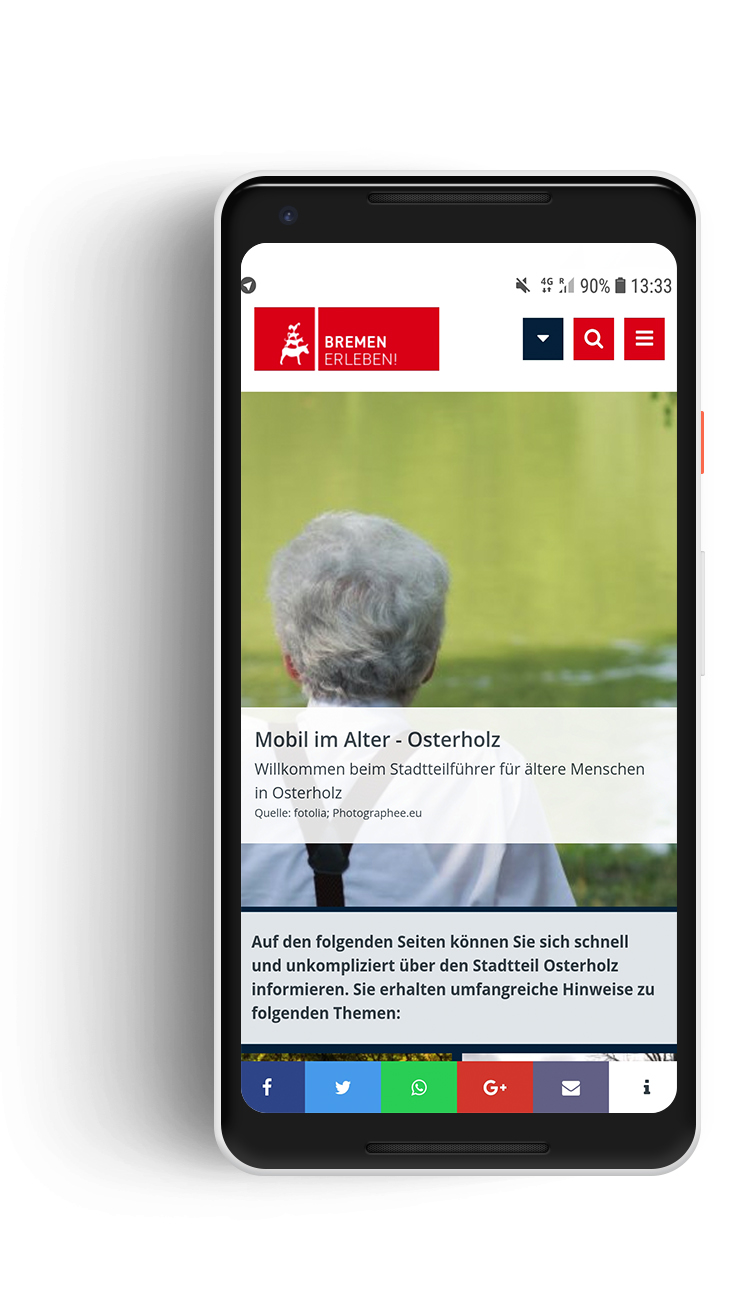 4G R 90% 13:33
BREMEN
ERLEBEN!
Mobil im Alter - Osterholz
Willkommen beim Stadtteilführer für ältere Menschen
in Osterholz
Quelle: fotolia; Photographee.eu
Auf den folgenden Seiten können Sie sich schnell
und unkompliziert über den Stadtteil Osterholz
informieren. Sie erhalten umfangreiche Hinweise zu
folgenden Themen:
f G+ i